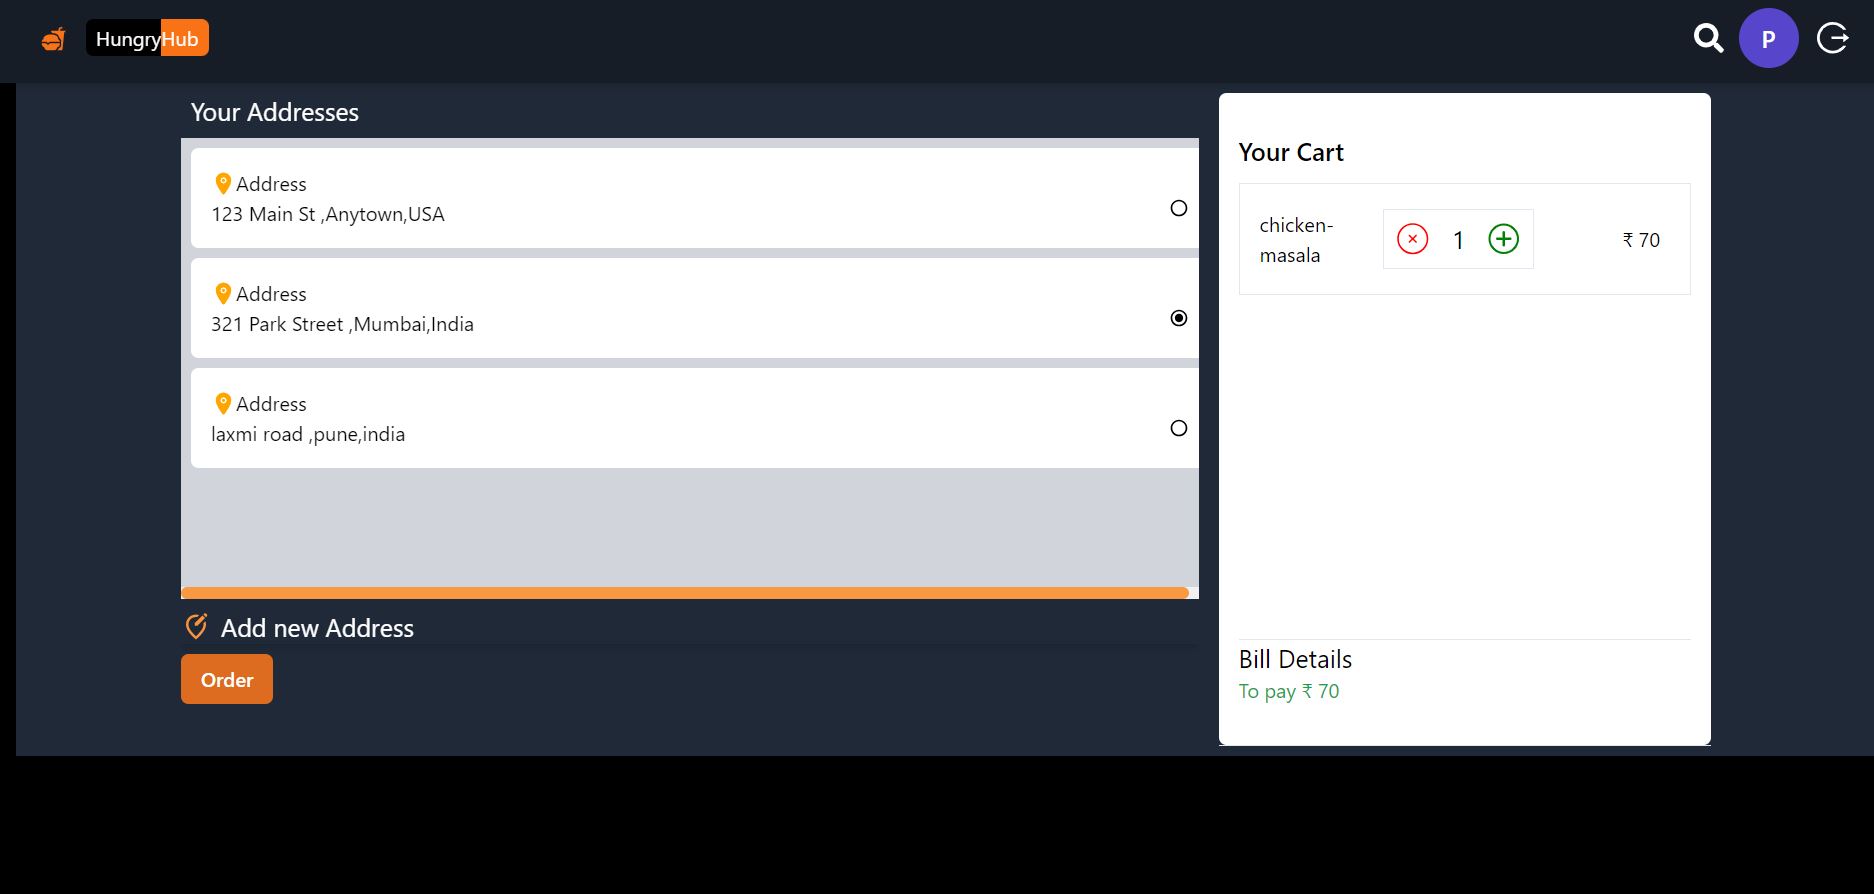 HungryHub
P
Your Addresses
Address
123 Main St ,Anytown,USA
Address
321 Park Street ,Mumbai,India
Address
laxmi road ,pune,india
Add new Address
Order
Your Cart
chicken-
masala
1
₹ 70
Bill Details
To pay ₹ 70